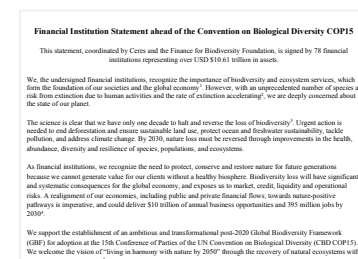 Financial Institution Statement ahead of the Convention on Biological Diversity COP15
This statement, coordinated by Ceres and the Finance for Biodiversity Foundation, is signed by 78 financial
institutions representing over USD $10.61 trillion in assets.
We, the undersigned financial institutions, recognize the importance of biodiversity and ecosystem services, which
form the foundation of our societies and the global economy¹. However, with an unprecedented number of species a
risk from extinction due to human activities and the rate of extinction accelerating², we are deeply concerned about
the state of our planet.
The science is clear that we have only one decade to halt and reverse the loss of biodiversity³. Urgent action is
needed to end deforestation and ensure sustainable land use, protect ocean and freshwater sustainability, tackle
pollution, and address climate change. By 2030, nature loss must be reversed through improvements in the health,
abundance, diversity and resilience of species, populations, and ecosystems.
As financial institutions, we recognize the need to protect, conserve and restore nature for future generations
because we cannot generate value for our clients without a healthy biosphere. Biodiversity loss will have significant
and systematic consequences for the global economy, and exposes us to market, credit, liquidity and operational
risks. A realignment of our economies, including public and private financial flows, towards nature-positive
pathways is imperative, and could deliver $10 trillion of annual business opportunities and 395 million jobs by
2030⁴.
We support the establishment of an ambitious and transformational post-2020 Global Biodiversity Framework
(GBF) for adoption at the 15th Conference of Parties of the UN Convention on Biological Diversity (CBD COP15).
We welcome the vision of “living in harmony with nature by 2050” through the recovery of natural ecosystems with